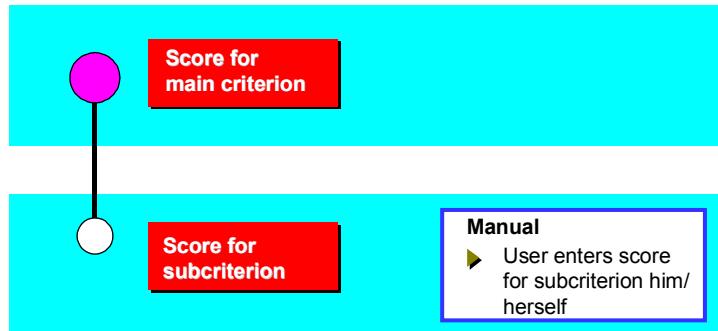 Score for
main criterion
Score for
subcriterion
Manual
User enters score
for subcriterion him/
herself